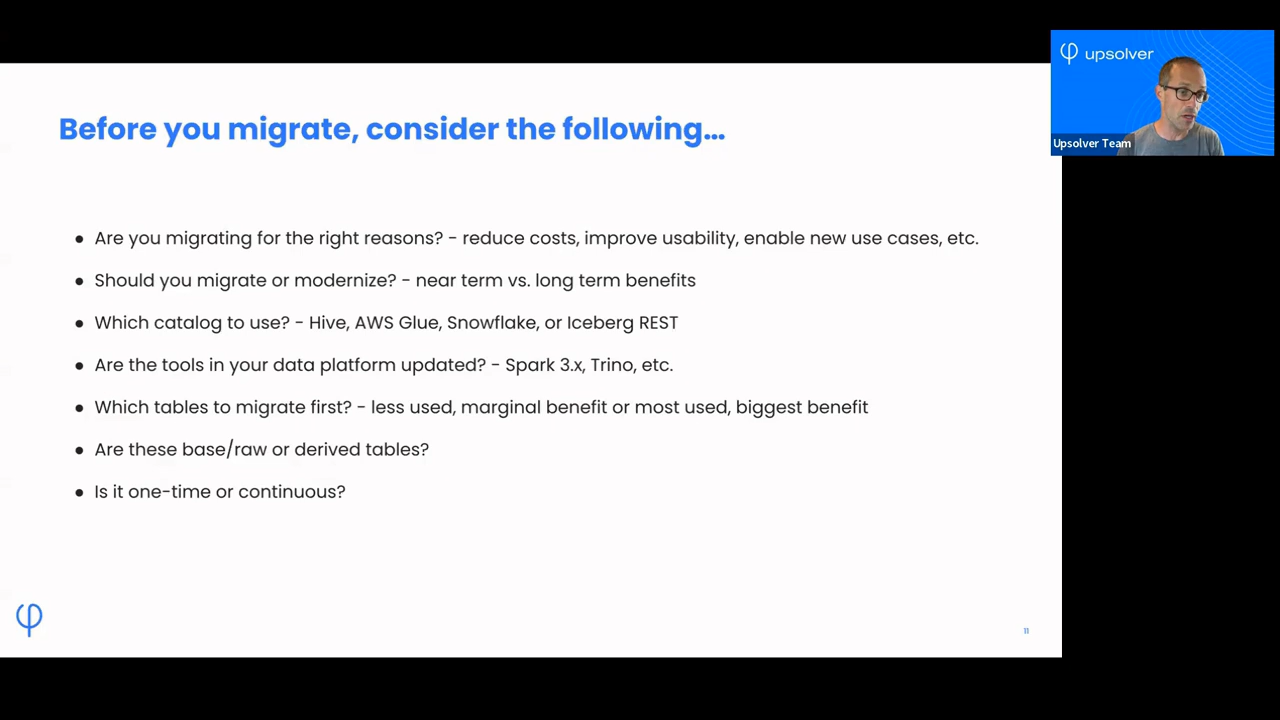 Before you migrate, consider the following...
● Are you migrating for the right reasons? - reduce costs, improve usability, enable new use cases, etc.
● Should you migrate or modernize? - near term vs. long term benefits
● Which catalog to use? - Hive, AWS Glue, Snowflake, or Iceberg REST
● Are the tools in your data platform updated? - Spark 3.x, Trino, etc.
● Which tables to migrate first? - less used, marginal benefit or most used, biggest benefit
● Are these base/raw or derived tables?
● Is it one-time or continuous?
11
upsolver
Upsolver Team